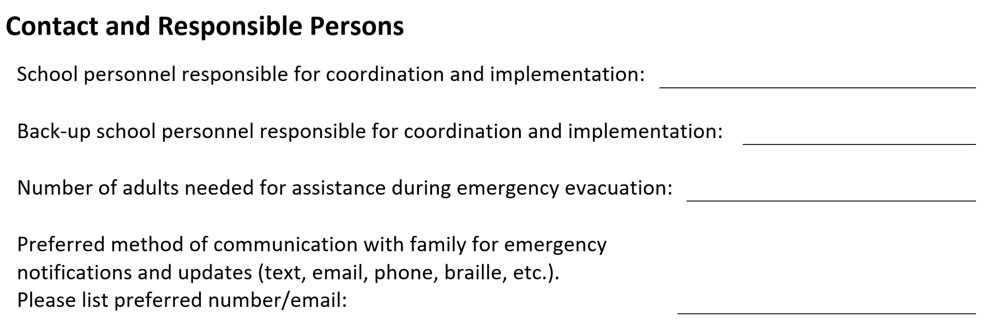 Contact and Responsible Persons
School personnel responsible for coordination and implementation:
Back-up school personnel responsible for coordination and implementation:
Number of adults needed for assistance during emergency evacuation:
Preferred method of communication with family for emergency
notifications and updates (text, email, phone, braille, etc.).
Please list preferred number/email: